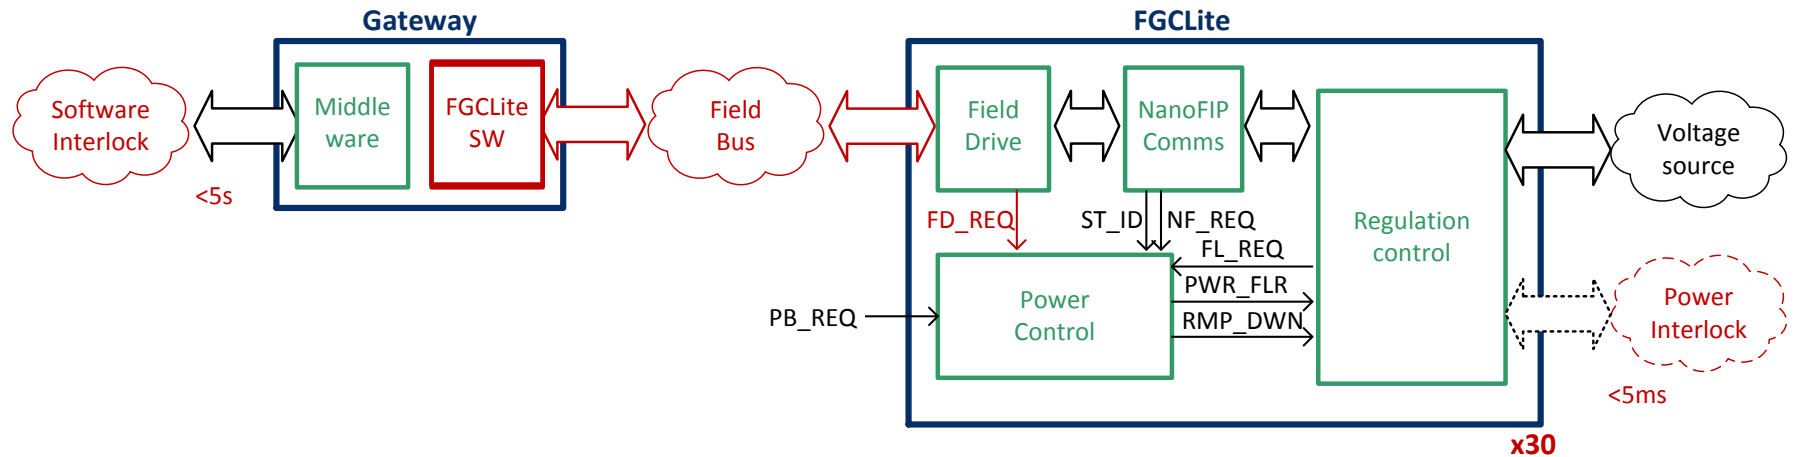 Gateway
FGCLite
Software
Interlock
<5s
Middle
ware
FGCLite
SW
Field
Bus
Field
Drive
NanoFIP
Comms
Regulation
control
Voltage
source
FD_REQ
ST_ID
NF_REQ
FL_REQ
PWR_FLR
RMP_DWN
PB_REQ
Power
Control
Power
Interlock
<5ms
x30